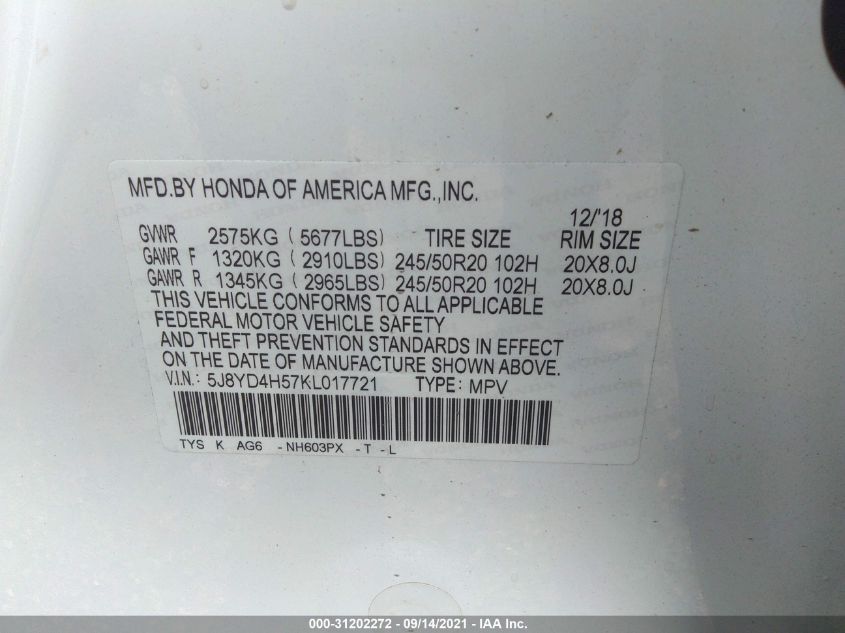 MFD.BY HONDA OF AMERICA MFG.,INC.
12/'18
GVWR 2575KG ( 5677LBS) TIRE SIZE RIM SIZE
GAWR F 1320KG ( 2910LBS) 245/50R20 102H 20X8.0J
GAWR R 1345KG ( 2965LBS) 245/50R20 102H 20X8.0J
THIS VEHICLE CONFORMS TO ALL APPLICABLE
FEDERAL MOTOR VEHICLE SAFETY
AND THEFT PREVENTION STANDARDS IN EFFECT
ON THE DATE OF MANUFACTURE SHOWN ABOVE.
V.I.N.: 5J8YD4H57KL017721 TYPE: MPV
TYS K AG6 -NH603PX -T -L
000-31202272 - 09/14/2021 - IAA Inc.